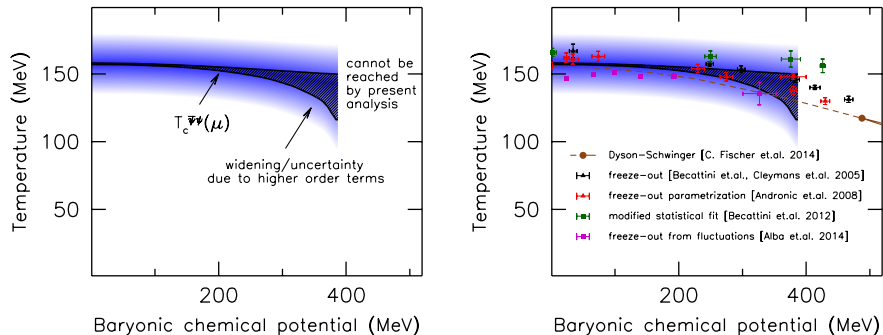 Temperature (MeV)
150
100
50
cannot be
reached
by present
analysis
T_c^ψ̄ψ(μ)
widening/uncertainty
due to higher order terms
200
400
Baryonic chemical potential (MeV)
Temperature (MeV)
150
100
50
Dyson-Schwinger [C. Fischer et.al. 2014]
freeze-out [Becattini et.al., Cleymans et.al. 2005]
freeze-out parametrization [Andronic et.al. 2008]
modified statistical fit [Becattini et.al. 2012]
freeze-out from fluctuations [Alba et.al. 2014]
200
400
Baryonic chemical potential (MeV)